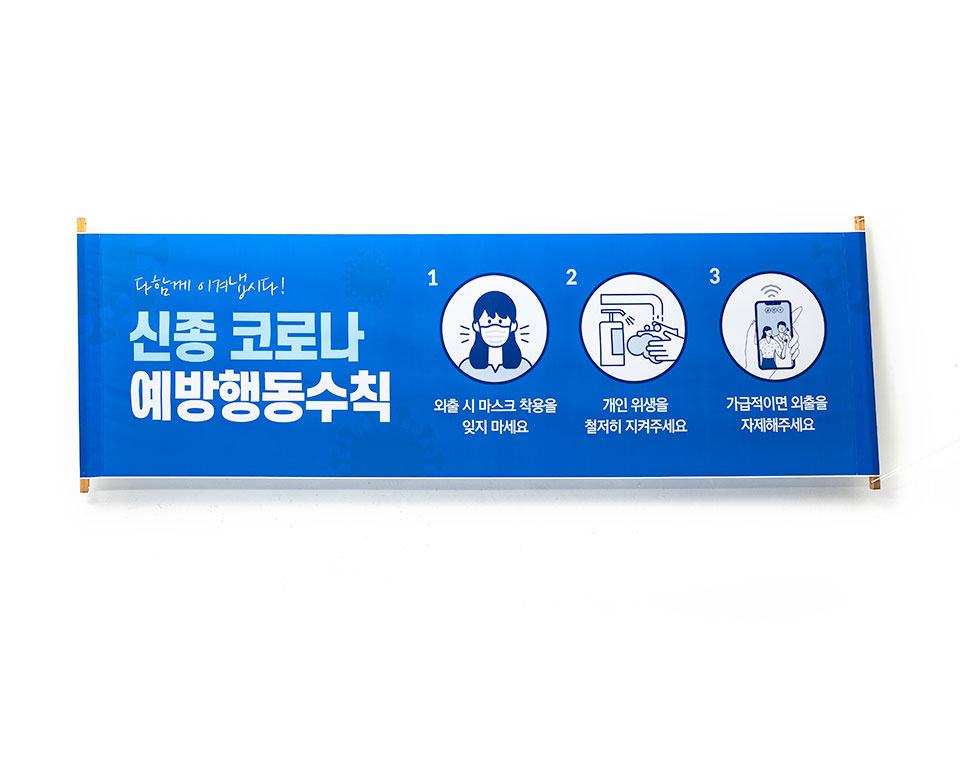 다함께 이겨냅시다!
신종 코로나
예방행동수칙
1
외출 시 마스크 착용을
잊지 마세요
2
개인 위생을
철저히 지켜주세요
3
가급적이면 외출을
자제해주세요